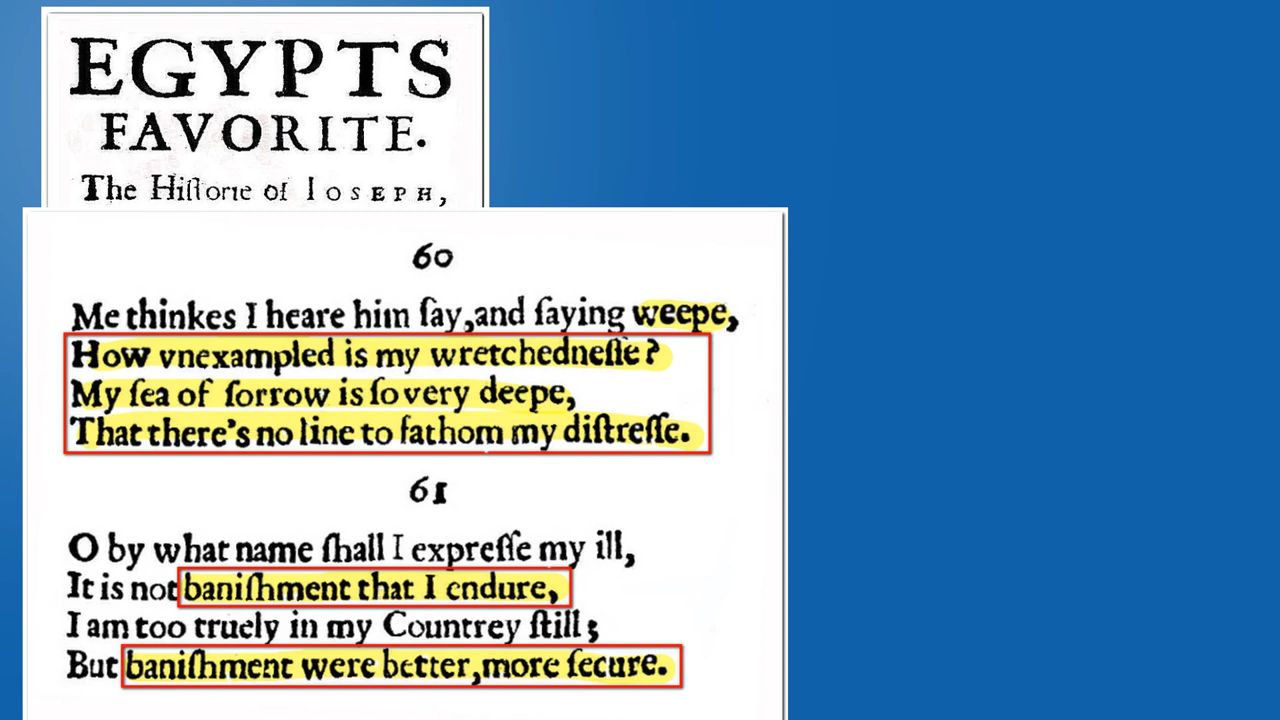 EGYPTS
FAVORITE.
The Hiſtorie of IOSEPH,
60
Me thinkes I heare him ſay, and ſaying weepe,
How vnexampled is my wretchedneſſe?
My ſea of ſorrow is ſo very deepe,
That there's no line to fathom my diſtreſſe.
61
O by what name ſhall I expreſſe my ill,
It is not baniſhment that I endure,
I am too truely in my Countrey ſtill;
But baniſhment were better, more ſecure.